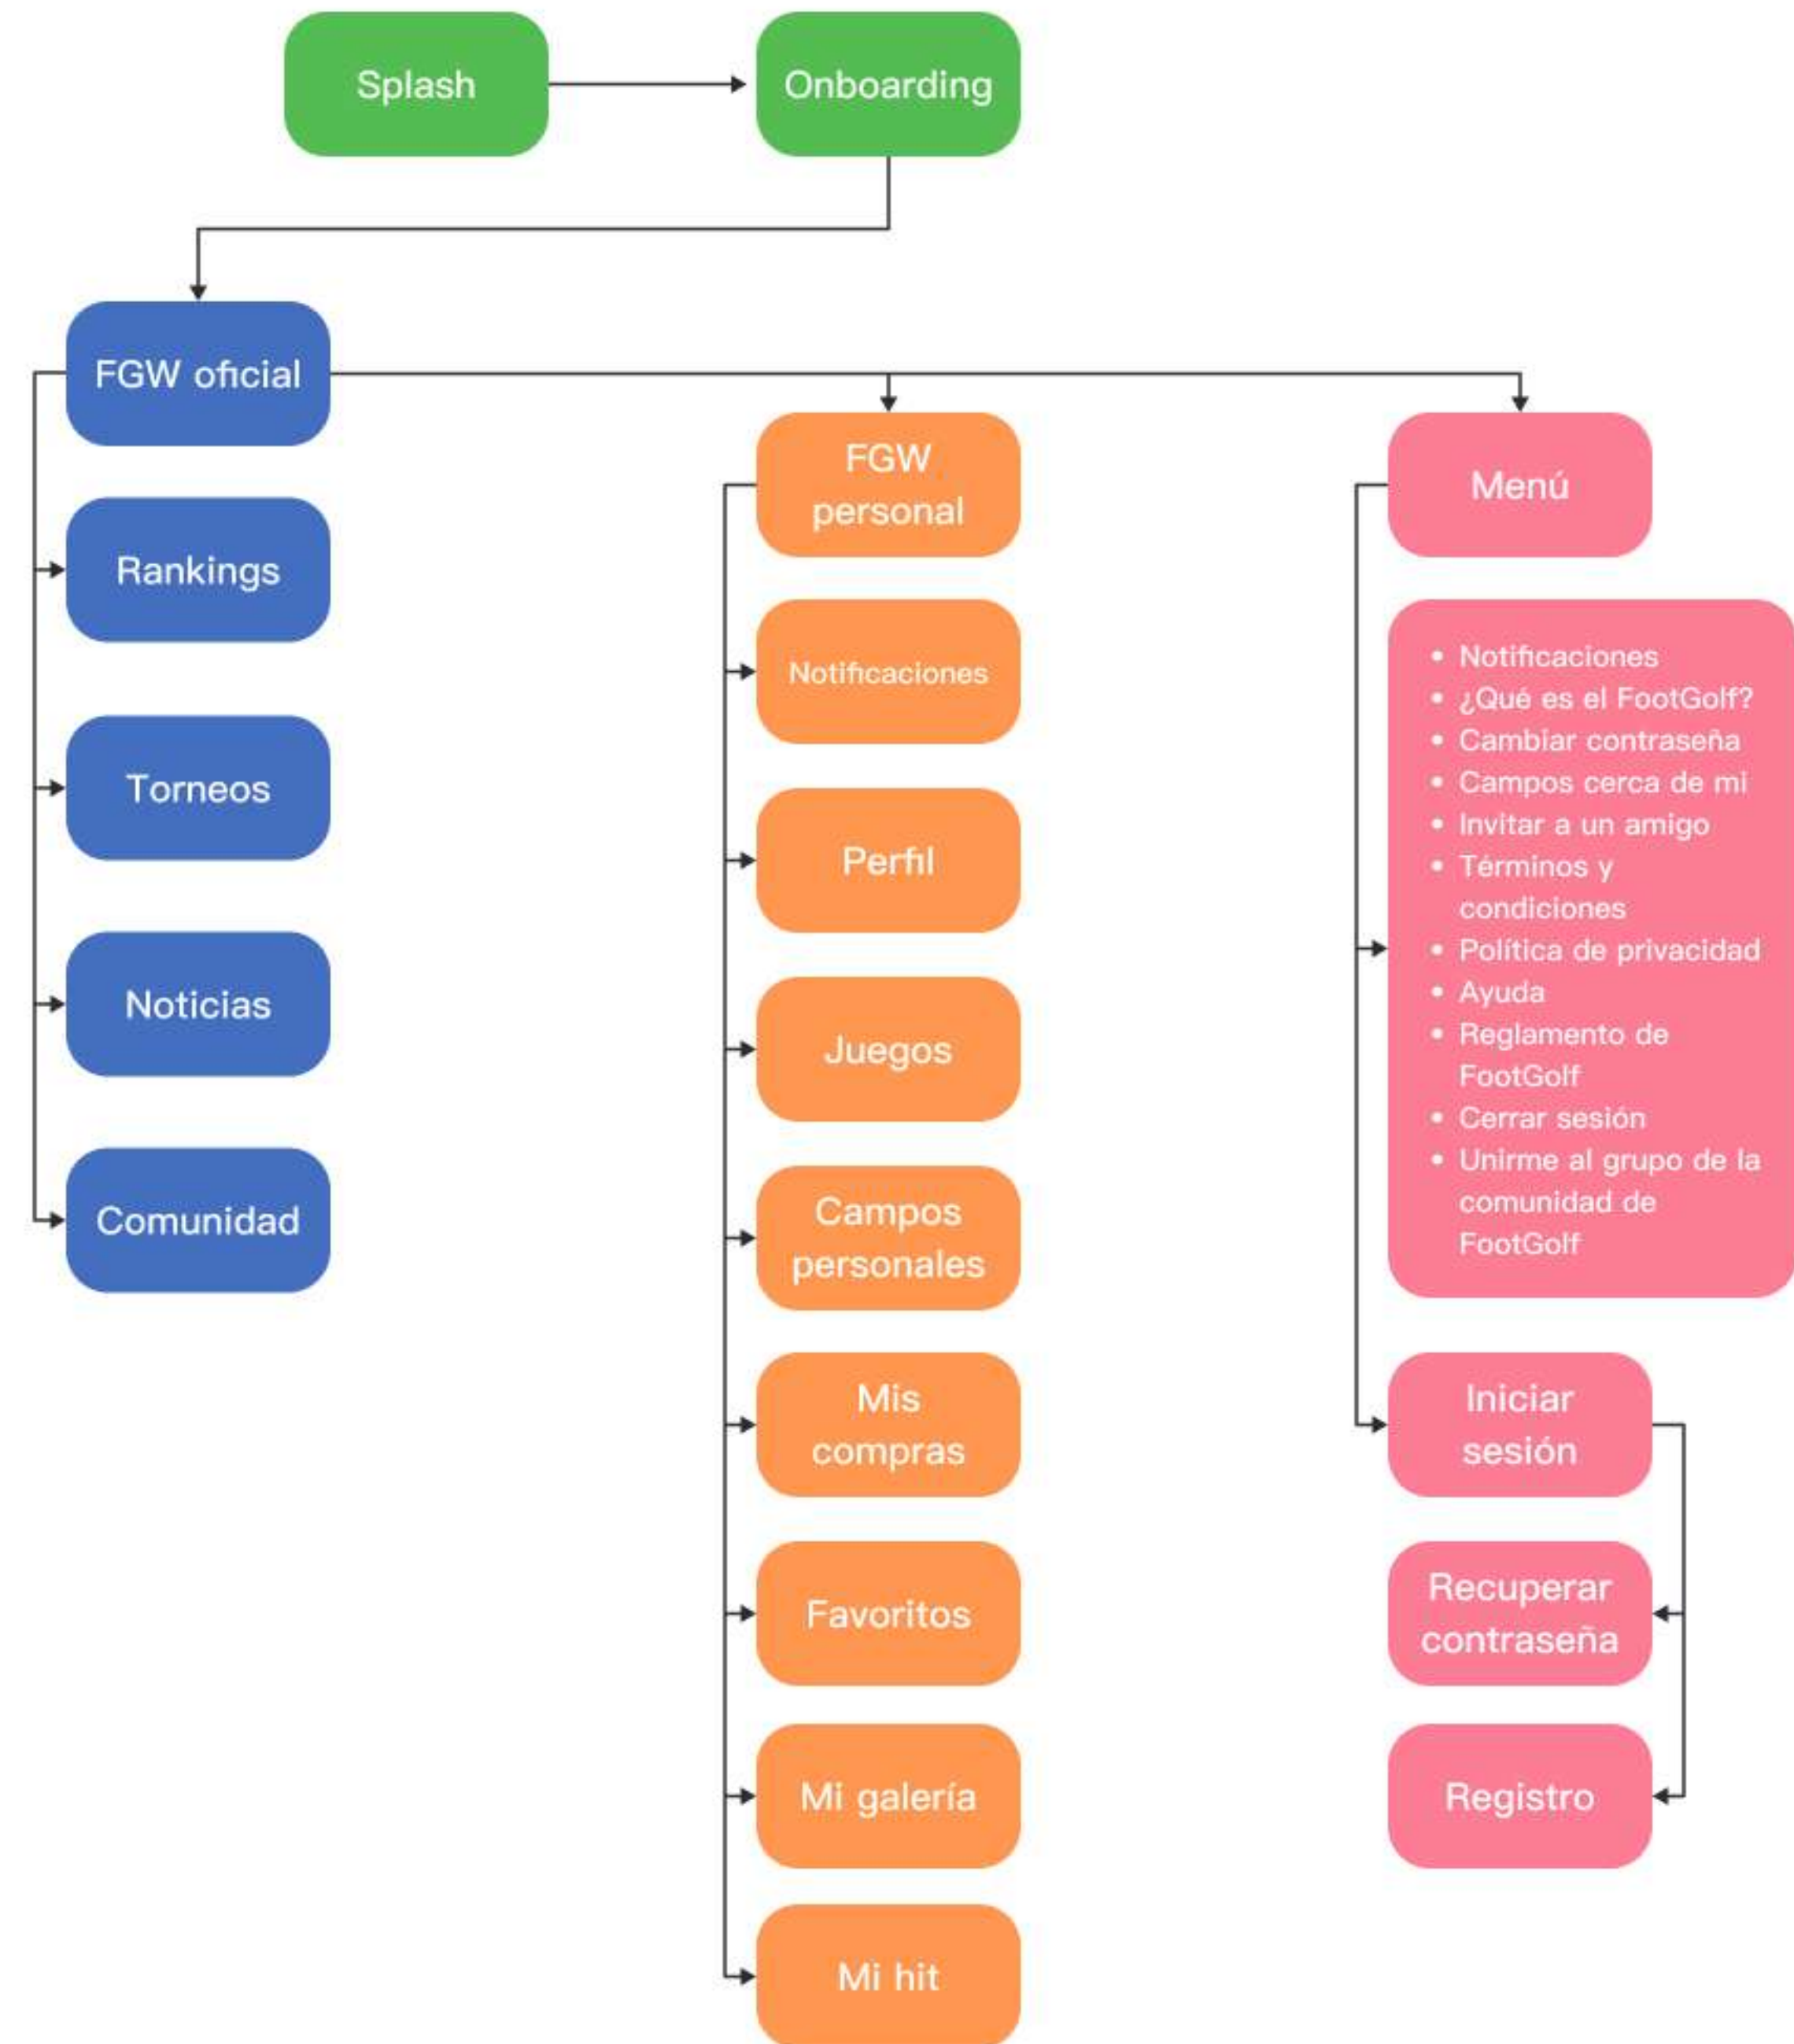 Splash
Onboarding
FGW oficial
Rankings
Torneos
Noticias
Comunidad
FGW
personal
Notificaciones
Perfil
Juegos
Campos
personales
Mis
compras
Favoritos
Mi galería
Mi hit
Menú
• Notificaciones
• ¿Qué es el FootGolf?
• Cambiar contraseña
• Campos cerca de mi
• Invitar a un amigo
• Términos y
condiciones
• Política de privacidad
• Ayuda
• Reglamento de
FootGolf
• Cerrar sesión
• Unirme al grupo de la
comunidad de
FootGolf
Iniciar
sesión
Recuperar
contraseña
Registro